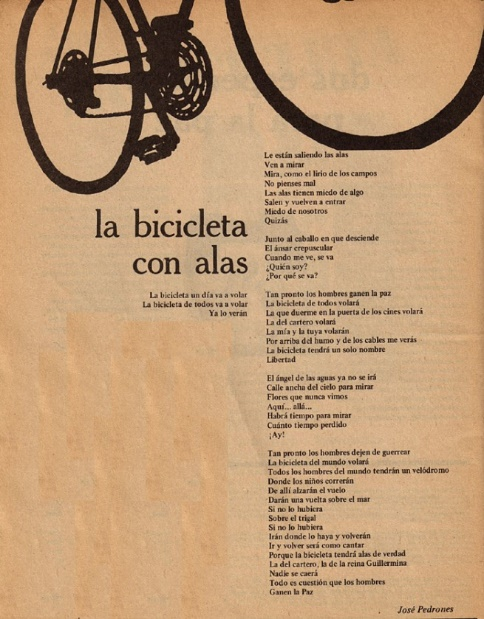 la bicicleta
con alas
La bicicleta un día va a volar
La bicicleta de todos va a volar
Ya lo verán
Le están saliendo las alas
Ven a mirar
Mira, como el lirio de los campos
No pienses mal
Las alas tienen miedo de algo
Salen y vuelven a entrar
Miedo de nosotros
Quizás
Junto al caballo en que desciende
El ánsar crepuscular
Cuando me ve, se va
¿Quién soy?
¿Por qué se va?
Tan pronto los hombres ganen la paz
La bicicleta de todos volará
La que duerme en la puerta de los cines volará
La del cartero volará
La mía y la tuya volarán
Por arriba del humo y de los cables me verás
La bicicleta tendrá un solo nombre
Libertad
El ángel de las aguas ya no se irá
Calle ancha del cielo para mirar
Flores que nunca vimos
Aquí... allá...
Habrá tiempo para mirar
Cuánto tiempo perdido
¡Ay!
Tan pronto los hombres dejen de guerrear
La bicicleta del mundo volará
Todos los hombres del mundo tendrán un velódromo
Donde los niños correrán
De allí alzarán el vuelo
Darán una vuelta sobre el mar
Si no lo hubiera
Sobre el trigal
Si no lo hubiera
Irán donde lo haya y volverán
Ir y volver será como cantar
Porque la bicicleta tendrá alas de verdad
La del cartero, la de la reina Guillermina
Nadie se caerá
Todo es cuestión que los hombres
Ganen la Paz
José Pedrones